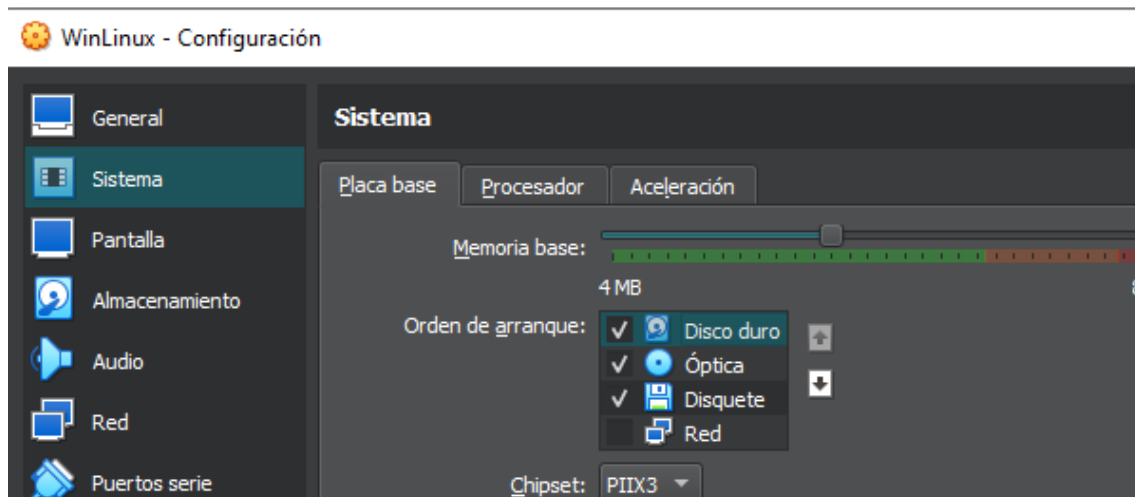 WinLinux - Configuración
General
Sistema
Pantalla
Almacenamiento
Audio
Red
Puertos serie
Sistema
Placa base Procesador Aceleración
Memoria base:
4 MB
Orden de arranque:
Disco duro
Óptica
Disquete
Red
Chipset: PIIX3